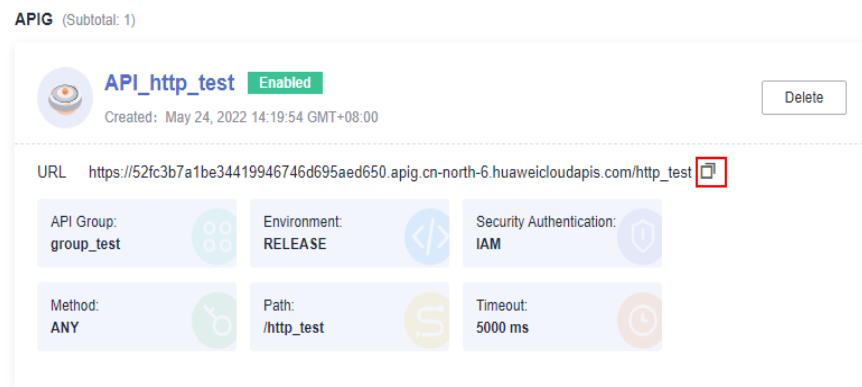 APIG (Subtotal: 1)
API_http_test Enabled
Delete
Created: May 24, 2022 14:19:54 GMT+08:00
URL https://52fc3b7a1be34419946746d695aed650.apig.cn-north-6.huaweicloudapis.com/http_test
API Group:
group_test
Environment:
RELEASE
Security Authentication:
IAM
Method:
ANY
Path:
/http_test
Timeout:
5000 ms